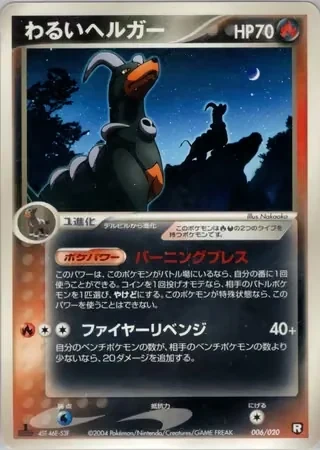 わるいヘルガー HP70
illus Nakaoka
1進化 デルビルから進化
このポケモンは の2つのタイプを
持つポケモンです。
ポケパワー バーニングブレス
このパワーは、このポケモンがバトル場にいるなら、自分の番に1回
使うことができる。コインを1回投げオモテなら、相手のバトルポケモン
を1匹選び、やけどにする。このポケモンが特殊状態なら、この
パワーを使うことはできない。
ファイヤーリベンジ 40+
自分のベンチポケモンの数が、相手のベンチポケモンの数より
少ないなら、20ダメージを追加する。
弱点 抵抗力 にげる
©2004 Pokémon/Nintendo/Creatures/GAME FREAK
006/020 R